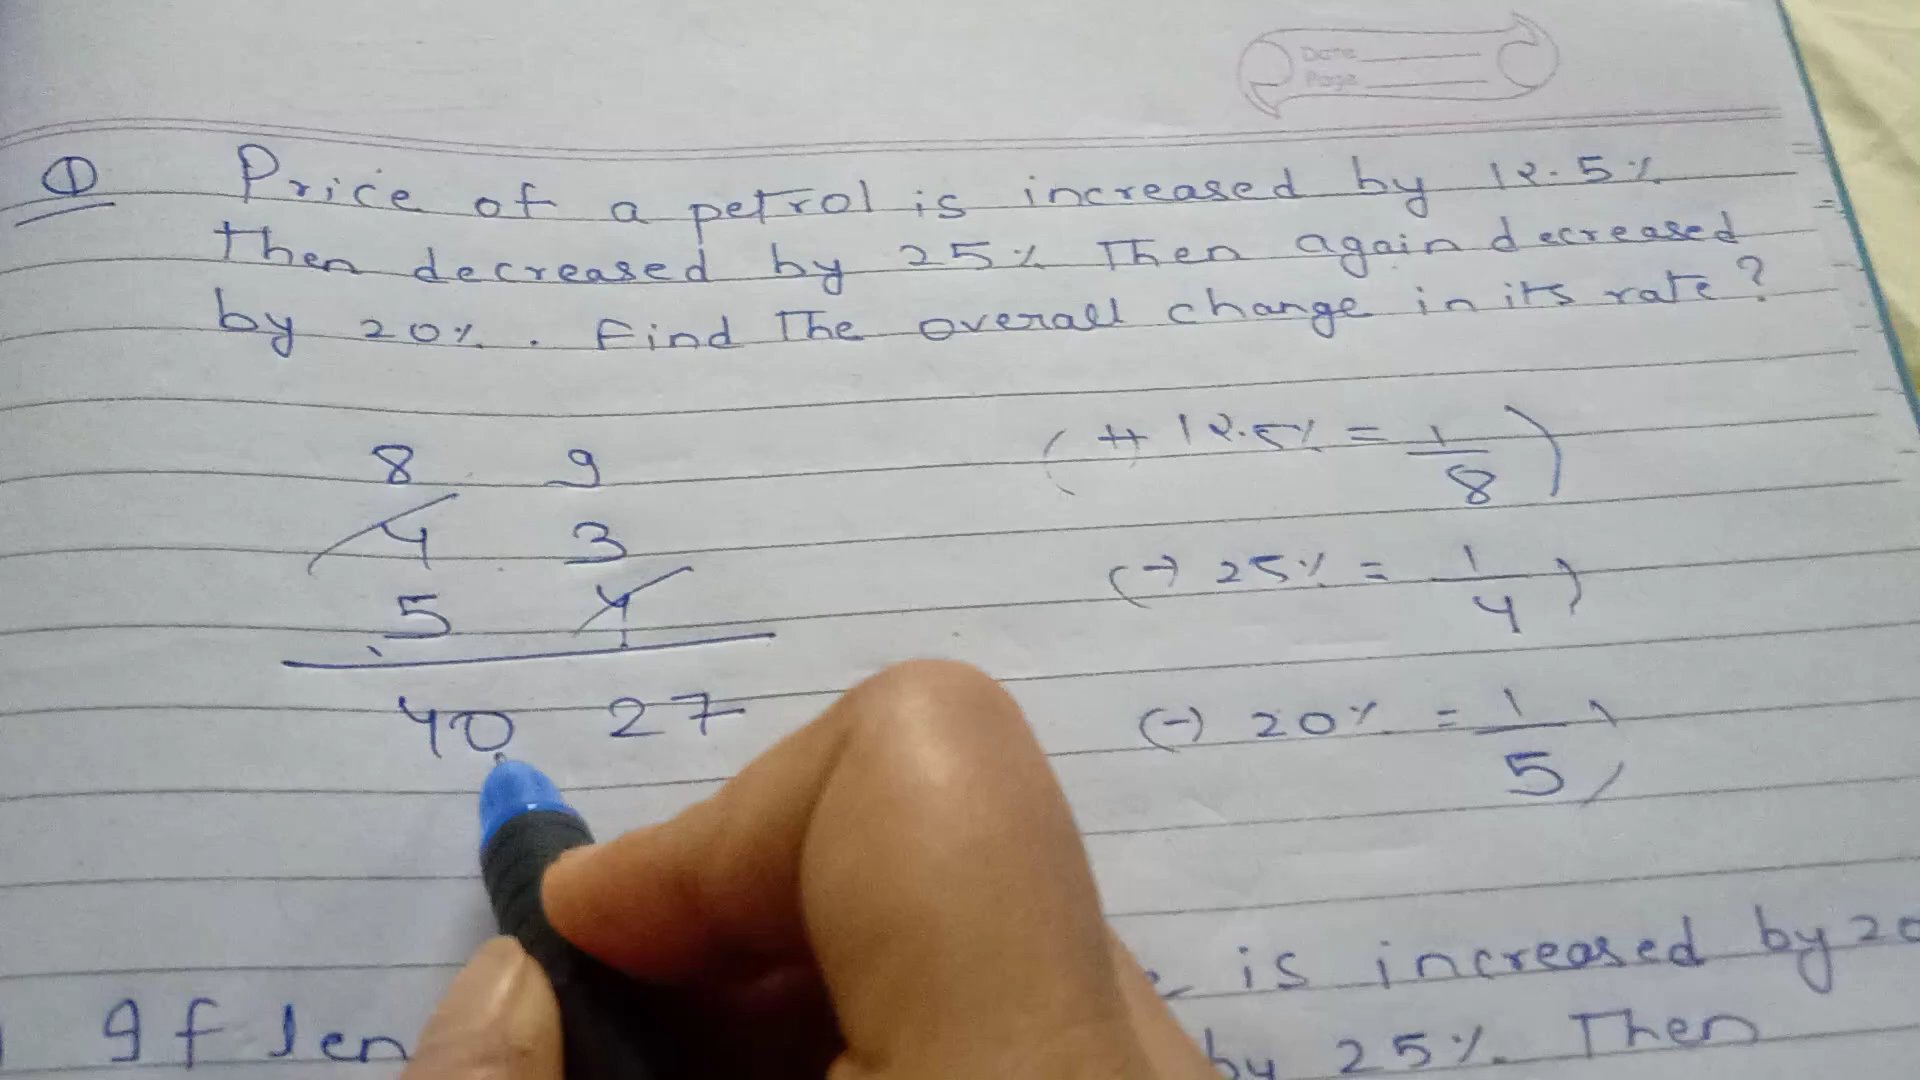 Date
Page
① Price of a petrol is increased by 12.5%
Then decreased by 25% Then again decreased
by 20%. Find The overall change in its rate?
8 9
4 3
5 4
40 27
(+) 12.5% = 1/8)
(-) 25% = 1/4)
(-) 20% = 1/5)
is increased by 20
If len by 25%. Then